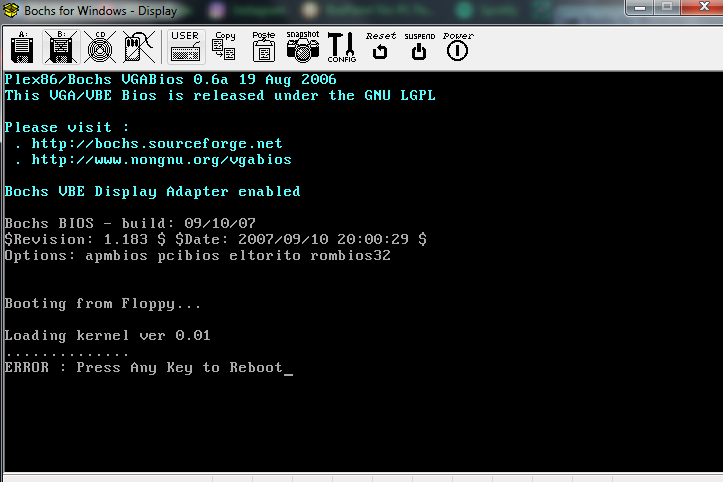 Bochs for Windows - Display
A: B: CD USER Copy Paste snapshot CONFIG Reset SUSPEND Power
Plex86/Bochs VGABios 0.6a 19 Aug 2006
This VGA/VBE Bios is released under the GNU LGPL
Please visit :
. http://bochs.sourceforge.net
. http://www.nongnu.org/vgabios
Bochs VBE Display Adapter enabled
Bochs BIOS - build: 09/10/07
$Revision: 1.183 $ $Date: 2007/09/10 20:00:29 $
Options: apmbios pcibios eltorito rombios32
Booting from Floppy...
Loading kernel ver 0.01
..............
ERROR : Press Any Key to Reboot_